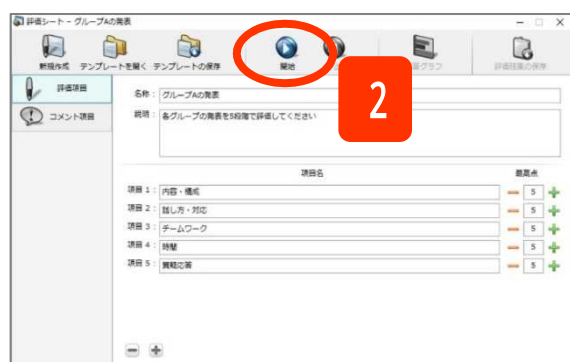 評価シート - グループAの発表
新規作成 テンプレートを開く テンプレートの保存 開始 評価結果の保存
2
評価項目
コメント項目
名称： グループAの発表
説明： 各グループの発表を5段階で評価してください
項目名 最高点
項目 1： 内容・構成 5
項目 2： 話し方・対応 5
項目 3： チームワーク 5
項目 4： 時間 5
項目 5： 質疑応答 5